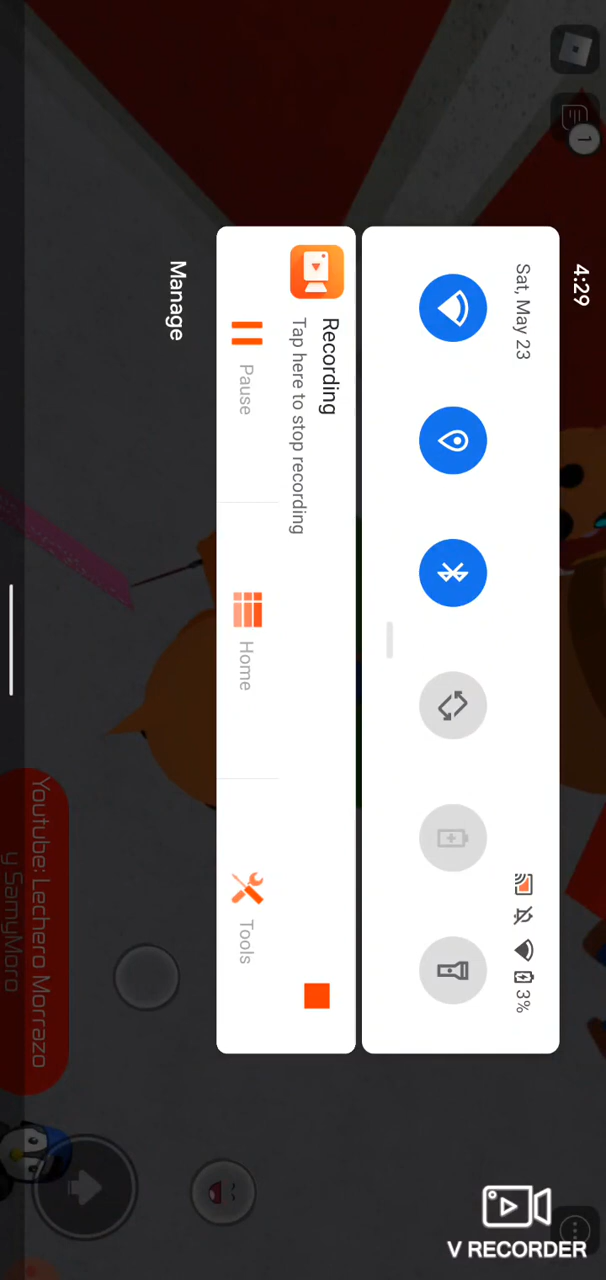 4:29
1
Sat, May 23
3%
Recording
Tap here to stop recording
Pause
Home
Tools
Manage
Youtube: Lechero Morrazo
y SamyMoro
V RECORDER